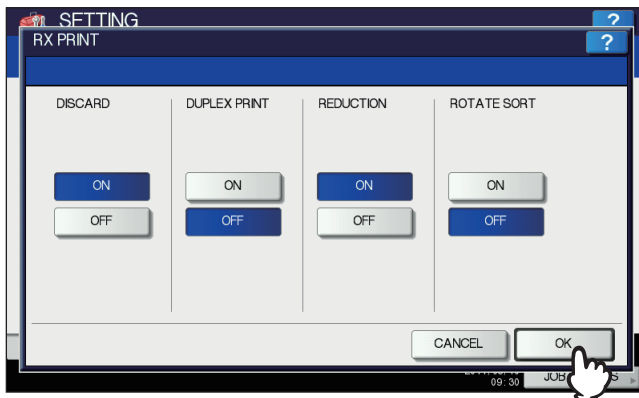 SETTING
?
RX PRINT
?
DISCARD DUPLEX PRINT REDUCTION ROTATE SORT
ON ON ON ON
OFF OFF OFF OFF
CANCEL OK
09:30